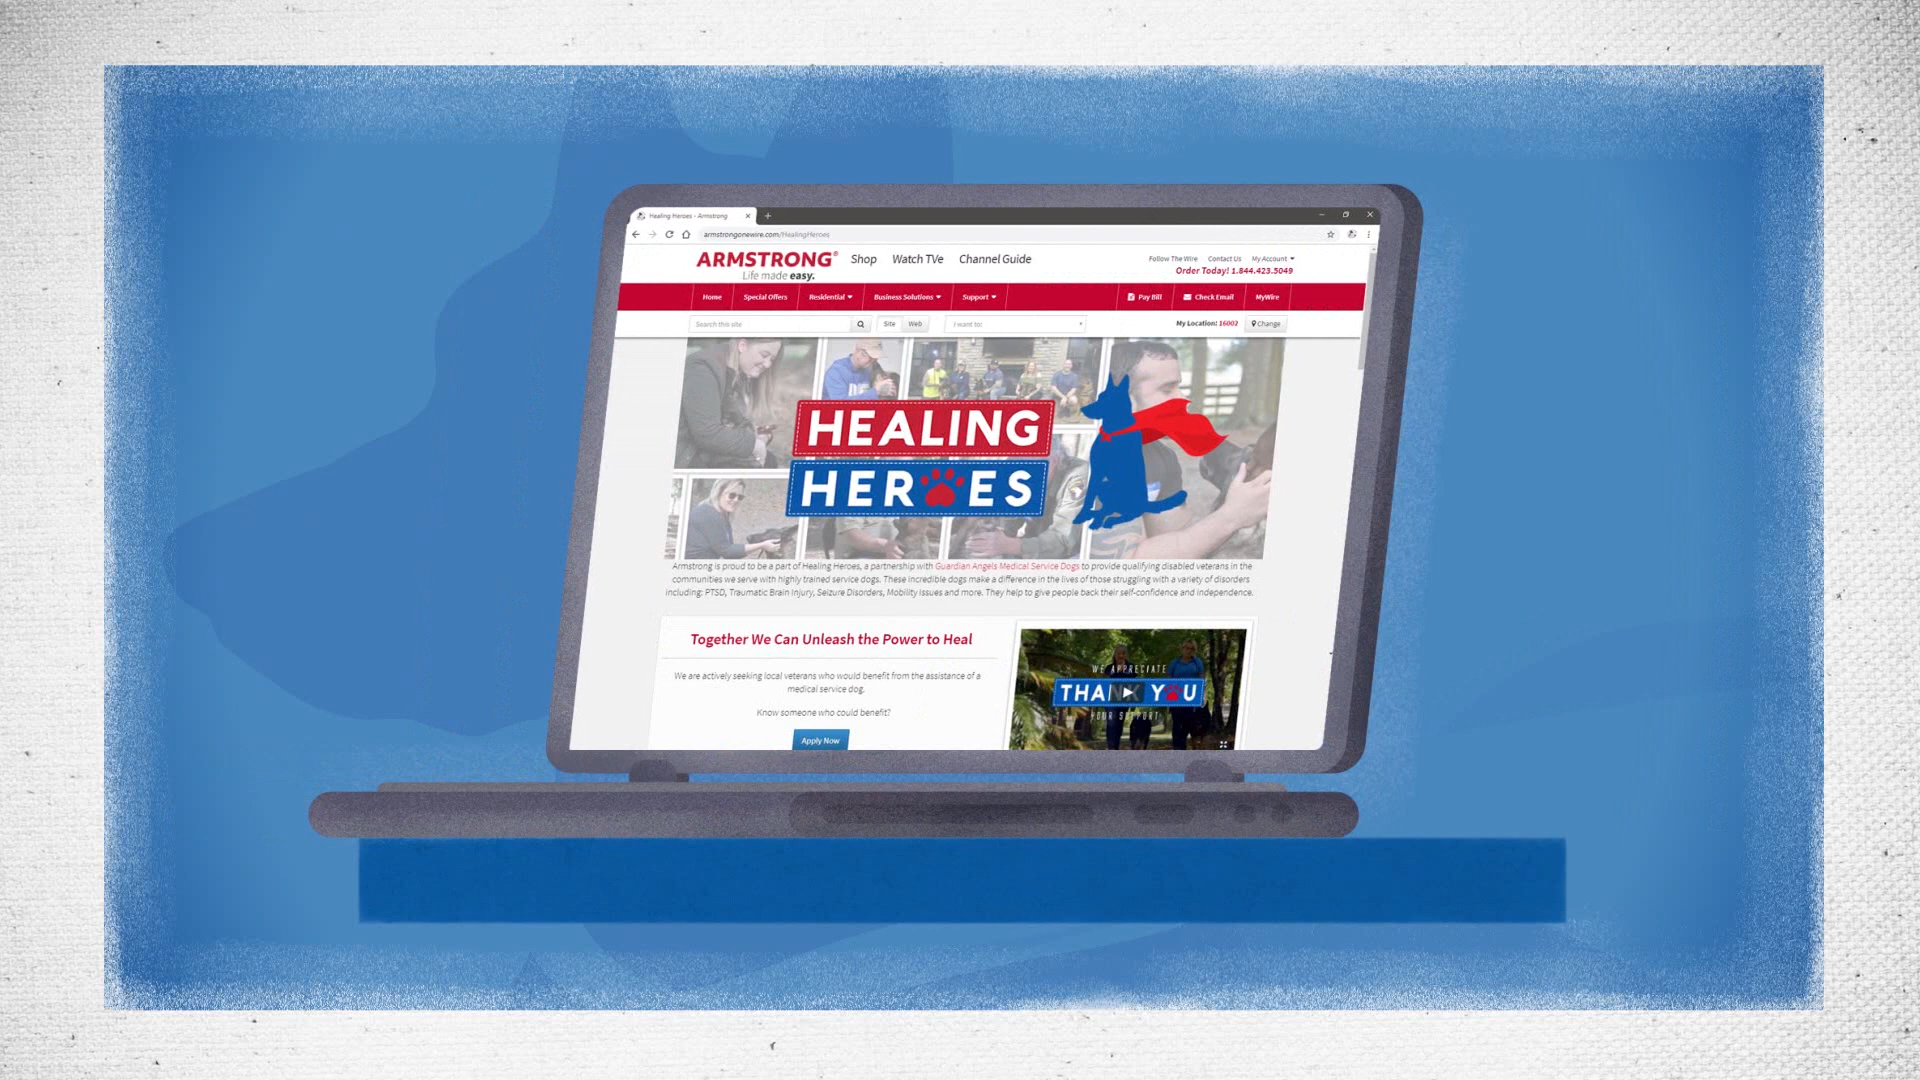 Healing Heroes - Armstrong
armstrongonewire.com/HealingHeroes
ARMSTRONG®
Life made easy.
Shop Watch TVe Channel Guide
Follow The Wire Contact Us My Account
Order Today! 1.844.423.5049
Home Special Offers Residential Business Solutions Support Pay Bill Check Email MyWire
Search this site Site Web I want to: My Location: 16002 Change
HEALING
HEROES
Armstrong is proud to be a part of Healing Heroes, a partnership with Guardian Angels Medical Service Dogs to provide qualifying disabled veterans in the
communities we serve with highly trained service dogs. These incredible dogs make a difference in the lives of those struggling with a variety of disorders
including: PTSD, Traumatic Brain Injury, Seizure Disorders, Mobility Issues and more. They help to give people back their self-confidence and independence.
Together We Can Unleash the Power to Heal
We are actively seeking local veterans who would benefit from the assistance of a
medical service dog.
Know someone who could benefit?
Apply Now
WE APPRECIATE
THANK YOU
YOUR SUPPORT